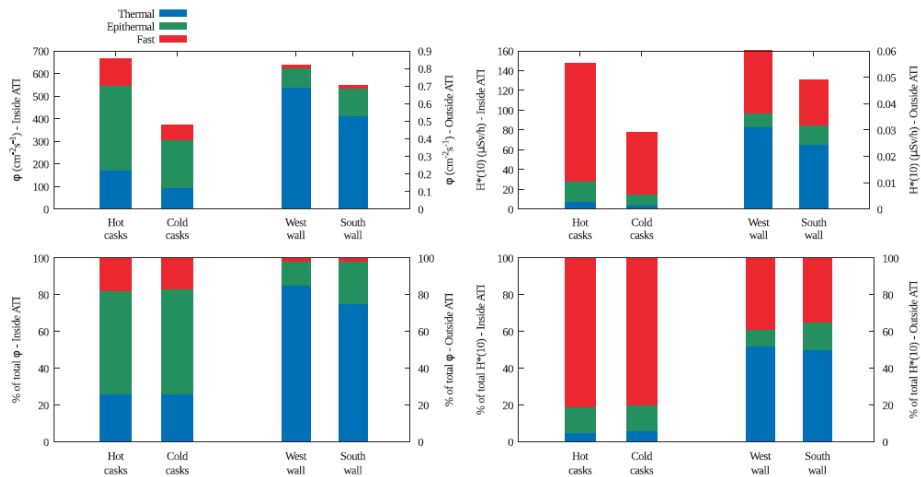 Thermal
Epithermal
Fast
700
600
500
400
300
200
100
0
φ (cm⁻²s⁻¹) - Inside ATI
0.9
0.8
0.7
0.6
0.5
0.4
0.3
0.2
0.1
0
φ (cm⁻²s⁻¹) - Outside ATI
Hot casks
Cold casks
West wall
South wall
160
140
120
100
80
60
40
20
0
H*(10) (μSv/h) - Inside ATI
0.06
0.05
0.04
0.03
0.02
0.01
0
H*(10) (μSv/h) - Outside ATI
Hot casks
Cold casks
West wall
South wall
100
80
60
40
20
0
% of total φ - Inside ATI
100
80
60
40
20
0
% of total φ - Outside ATI
Hot casks
Cold casks
West wall
South wall
100
80
60
40
20
0
% of total H*(10) - Inside ATI
100
80
60
40
20
0
% of total H*(10) - Outside ATI
Hot casks
Cold casks
West wall
South wall